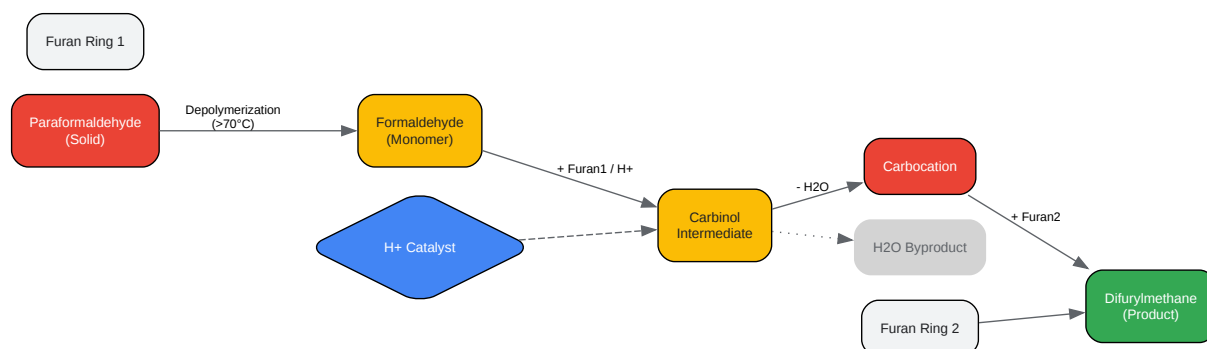 Furan Ring 1
Paraformaldehyde
(Solid)
Depolymerization
(>70°C)
Formaldehyde
(Monomer)
+ Furan1 / H+
H+ Catalyst
Carbinol
Intermediate
- H2O
Carbocation
H2O Byproduct
+ Furan2
Furan Ring 2
Difurylmethane
(Product)